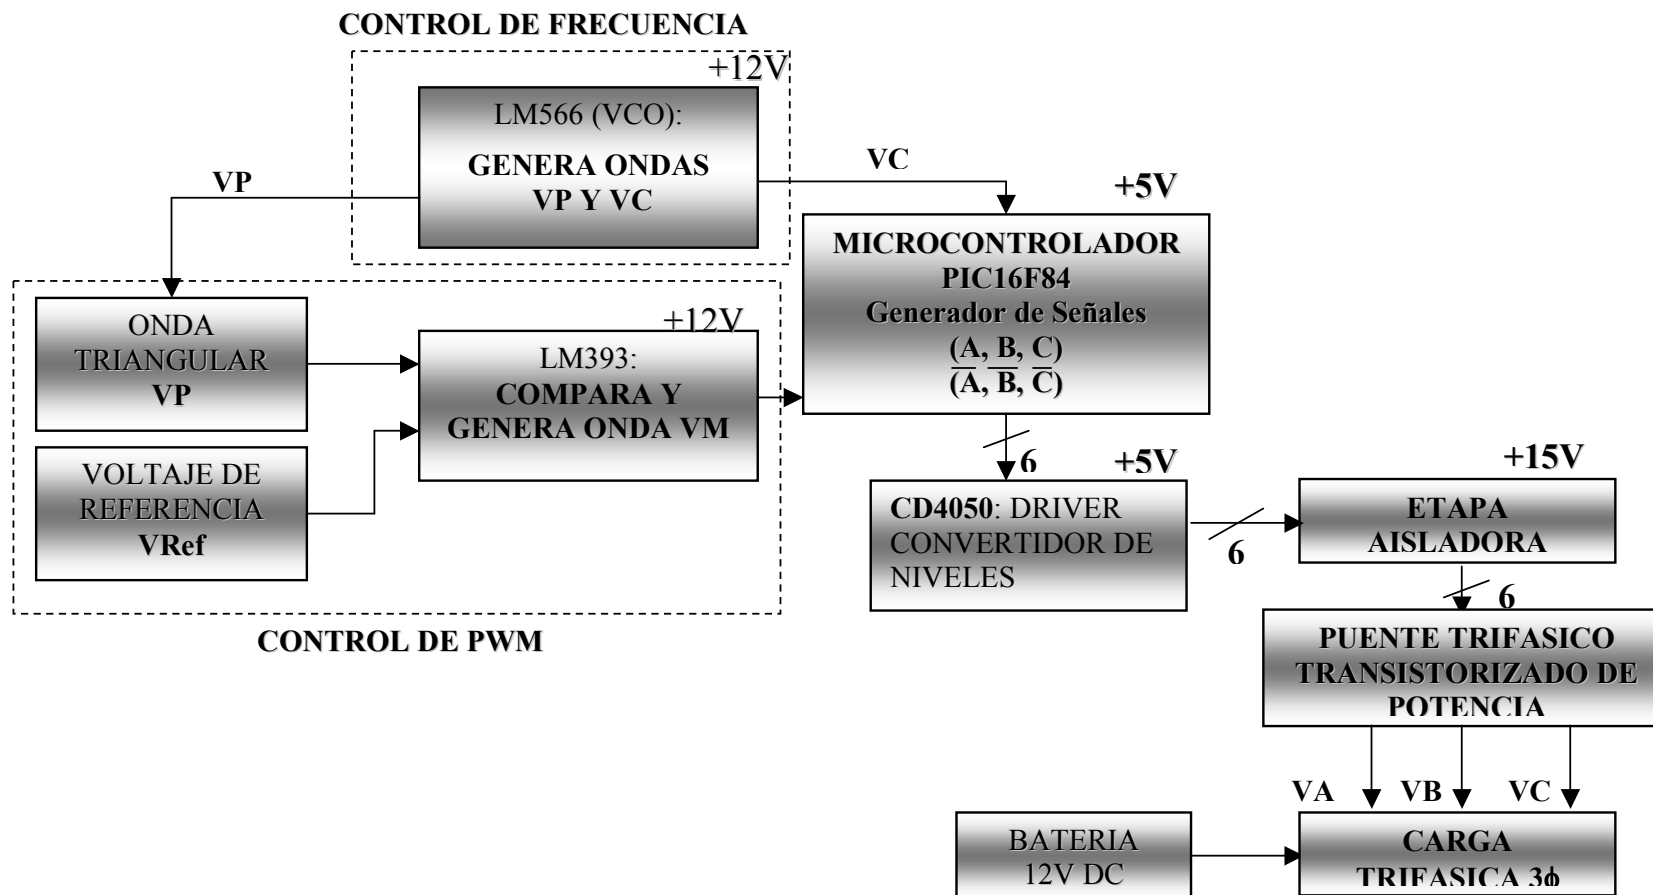 CONTROL DE FRECUENCIA
+12V
LM566 (VCO):
GENERA ONDAS
VP Y VC
VP
VC
+5V
MICROCONTROLADOR
PIC16F84
Generador de Señales
(A, B, C)
(A̅, B̅, C̅)
ONDA
TRIANGULAR
VP
+12V
LM393:
COMPARA Y
GENERA ONDA VM
VOLTAJE DE
REFERENCIA
VRef
CONTROL DE PWM
6
+5V
CD4050: DRIVER
CONVERTIDOR DE
NIVELES
6
+15V
ETAPA
AISLADORA
6
PUENTE TRIFASICO
TRANSISTORIZADO DE
POTENCIA
VA
VB
VC
BATERIA
12V DC
CARGA
TRIFASICA 3ϕ